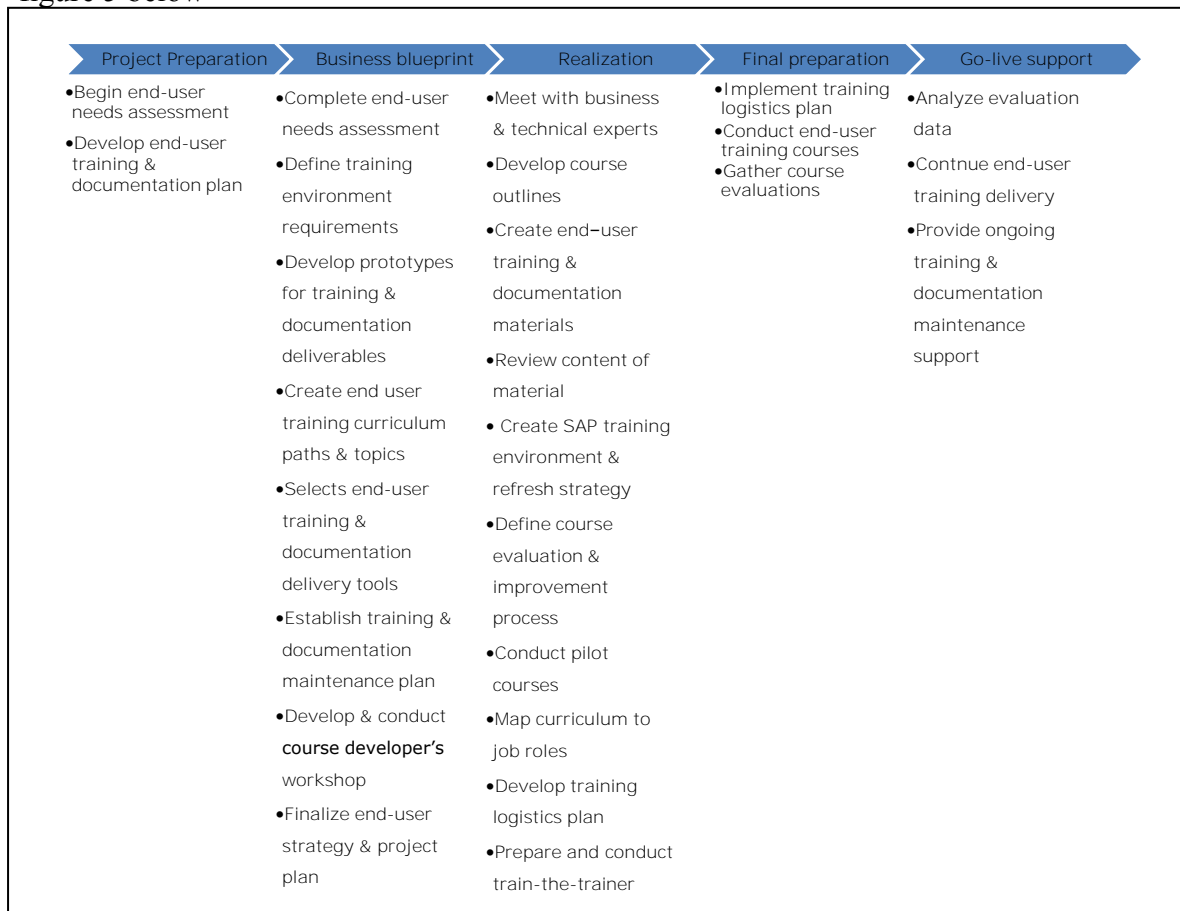 figure 3 below
Project Preparation
Business blueprint
Realization
Final preparation
Go-live support
•Begin end-user
needs assessment
•Develop end-user
training &
documentation plan
•Complete end-user
needs assessment
•Define training
environment
requirements
•Develop prototypes
for training &
documentation
deliverables
•Create end user
training curriculum
paths & topics
•Selects end-user
training &
documentation
delivery tools
•Establish training &
documentation
maintenance plan
•Develop & conduct
course developer’s
workshop
•Finalize end-user
strategy & project
plan
•Meet with business
& technical experts
•Develop course
outlines
•Create end–user
training &
documentation
materials
•Review content of
material
• Create SAP training
environment &
refresh strategy
•Define course
evaluation &
improvement
process
•Conduct pilot
courses
•Map curriculum to
job roles
•Develop training
logistics plan
•Prepare and conduct
train-the-trainer
•Implement training
logistics plan
•Conduct end-user
training courses
•Gather course
evaluations
•Analyze evaluation
data
•Contnue end-user
training delivery
•Provide ongoing
training &
documentation
maintenance
support